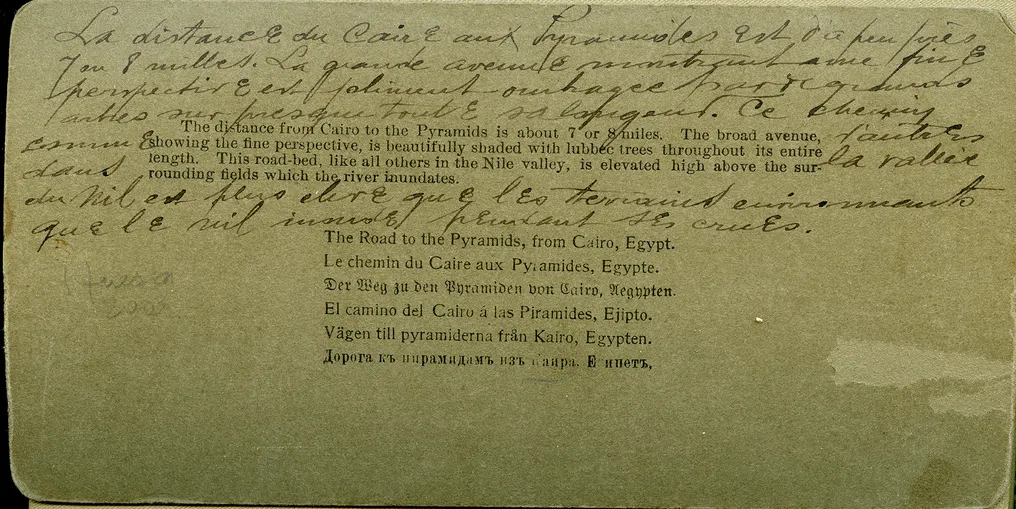 La distance du Caire aux Pyramides est d'à peu près
7 ou 8 milles. La grande avenue montrant une fine
perspective est joliment ombragée par de grands
arbres sur presque toute sa longeur. Ce chemin
The distance from Cairo to the Pyramids is about 7 or 8 miles. The broad avenue,
comme d'autres
showing the fine perspective, is beautifully shaded with lubbec trees throughout its entire
dans la vallée
length. This road-bed, like all others in the Nile valley, is elevated high above the sur-
rounding fields which the river inundates.
du Nil est plus élevé que les terrains environnants
que le nil inonde pendant ses crues.
The Road to the Pyramids, from Cairo, Egypt.
Le chemin du Caire aux Pyramides, Egypte.
Der Weg zu den Pyramiden von Cairo, Aegypten.
El camino del Cairo á las Piramides, Ejipto.
Vägen till pyramiderna från Kairo, Egypten.
Дорога къ пирамидамъ изъ Каира. Египетъ,